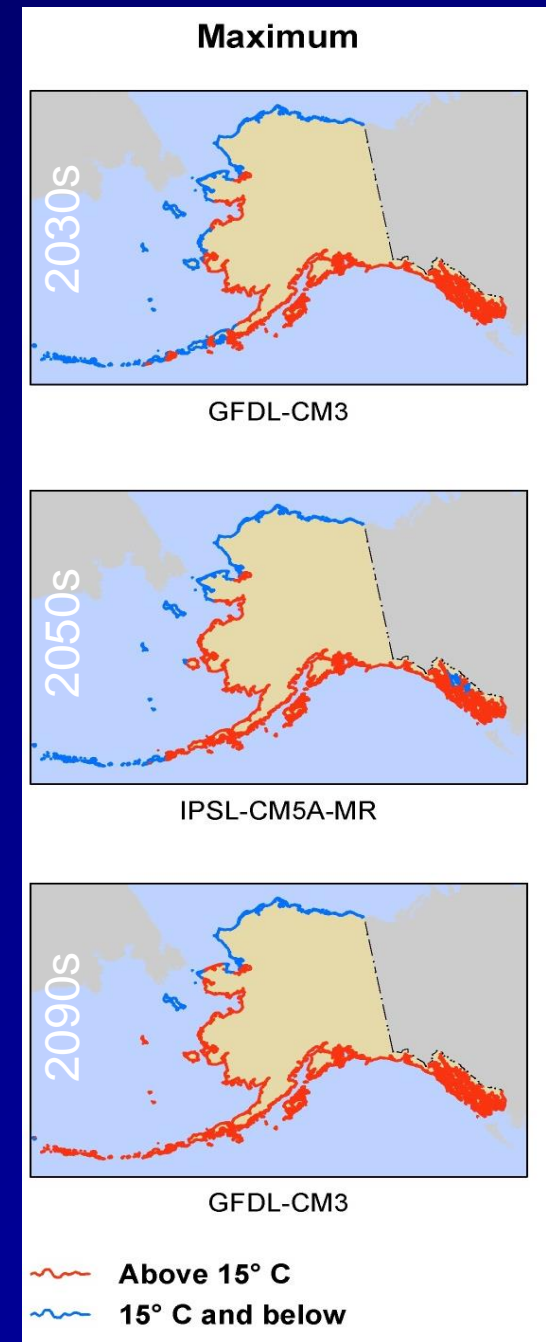 Maximum
2030s
GFDL-CM3
2050s
IPSL-CM5A-MR
2090s
GFDL-CM3
Above 15° C
15° C and below